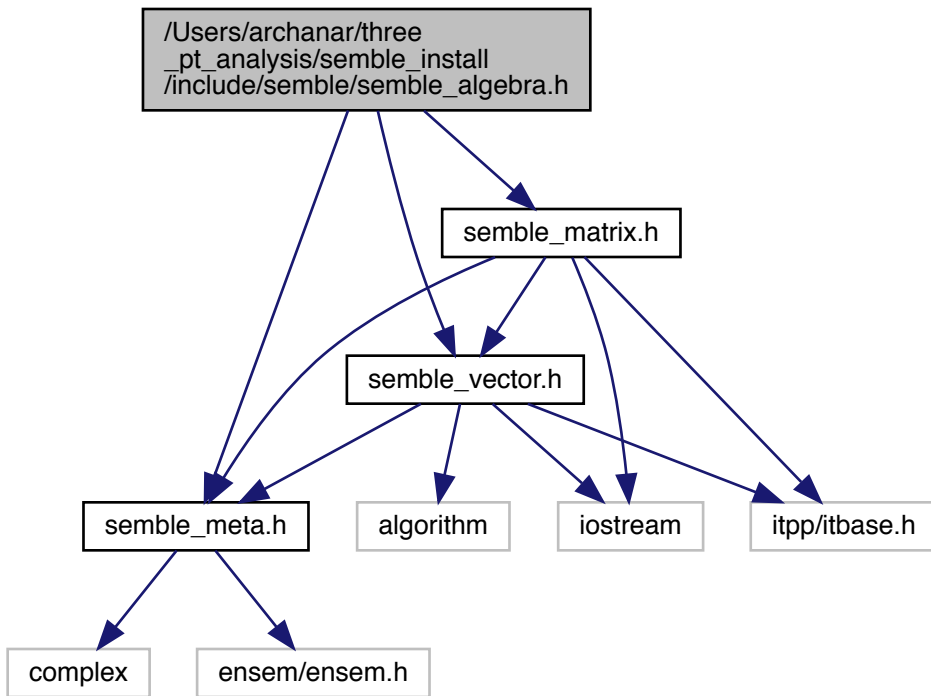 /Users/archanar/three
_pt_analysis/semble_install
/include/semble/semble_algebra.h
semble_matrix.h
semble_vector.h
semble_meta.h
algorithm
iostream
itpp/itbase.h
complex
ensem/ensem.h